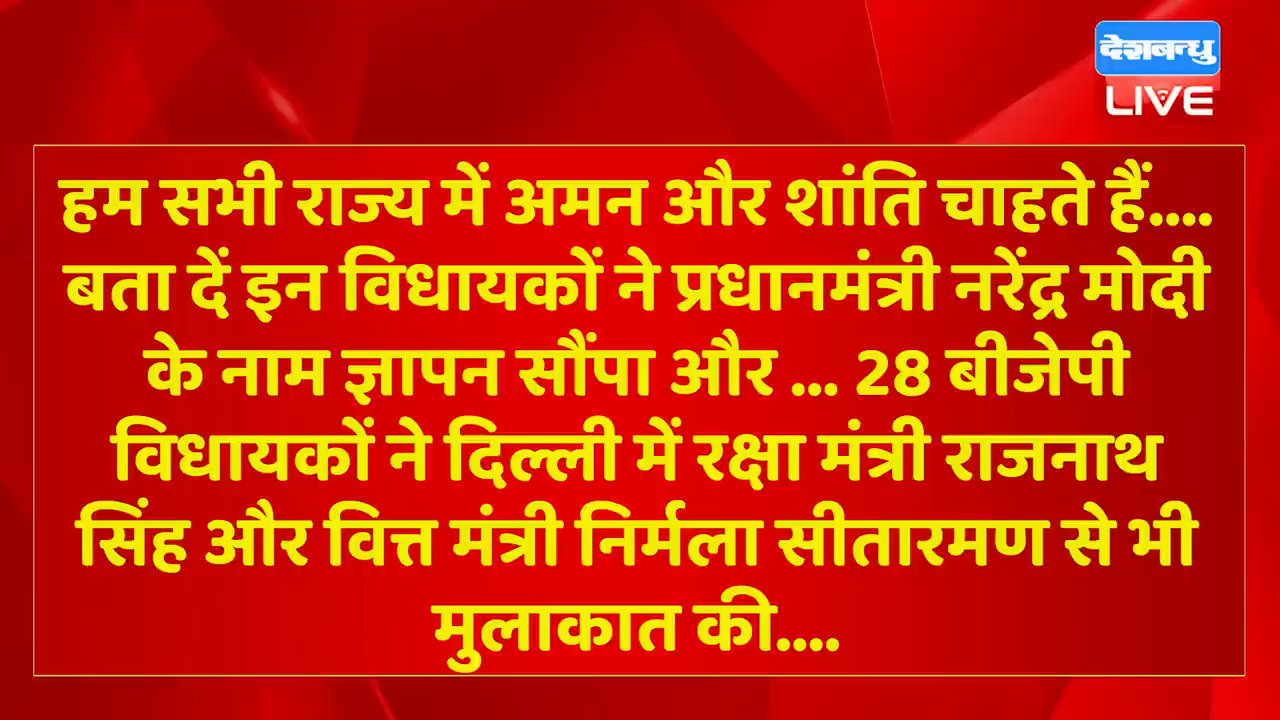 देशबन्धु
LIVE
हम सभी राज्य में अमन और शांति चाहते हैं....
बता दें इन विधायकों ने प्रधानमंत्री नरेंद्र मोदी
के नाम ज्ञापन सौंपा और ... 28 बीजेपी
विधायकों ने दिल्ली में रक्षा मंत्री राजनाथ
सिंह और वित्त मंत्री निर्मला सीतारमण से भी
मुलाकात की....